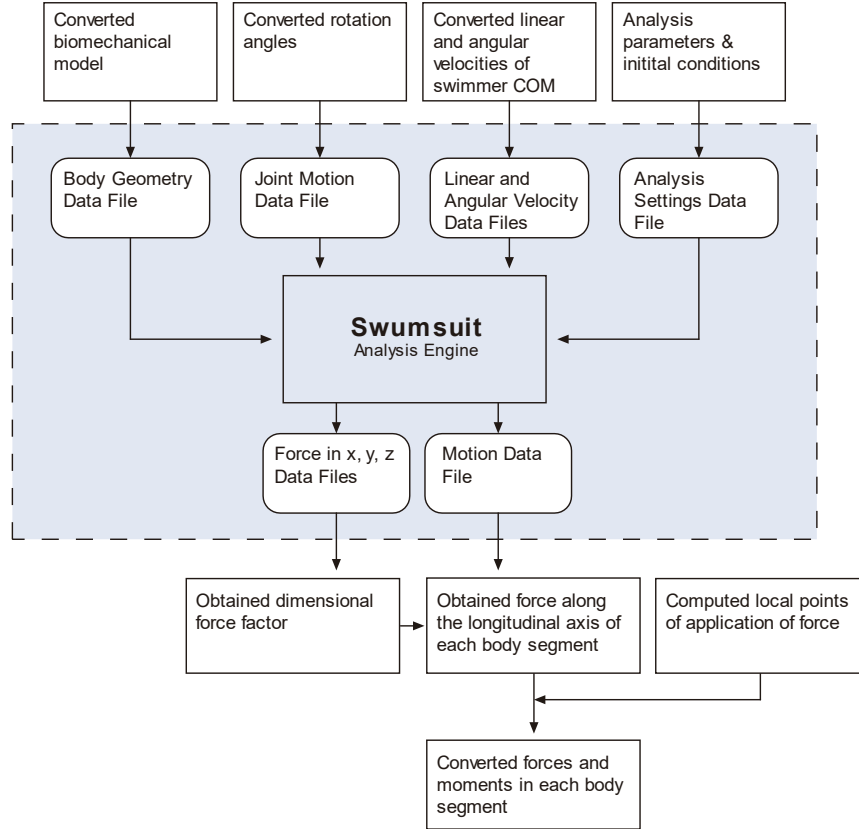 Converted
biomechanical
model
Converted rotation
angles
Converted linear
and angular
velocities of
swimmer COM
Analysis
parameters &
initital conditions
Body Geometry
Data File
Joint Motion
Data File
Linear and
Angular Velocity
Data Files
Analysis
Settings Data
File
Swumsuit
Analysis Engine
Force in x, y, z
Data Files
Motion Data
File
Obtained dimensional
force factor
Obtained force along
the longitudinal axis of
each body segment
Computed local points
of application of force
Converted forces and
moments in each body
segment